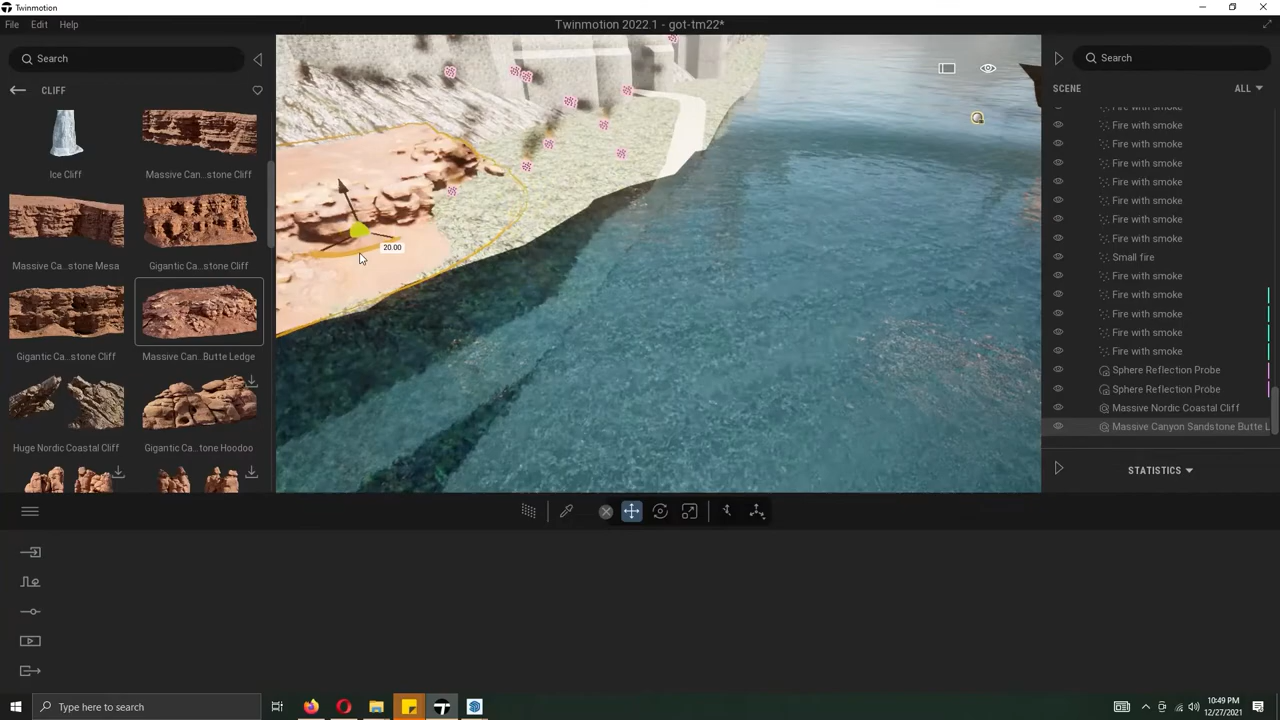 Twinmotion
File Edit Help
Twinmotion 2022.1 - got-tm22*
Search
CLIFF
Ice Cliff
Massive Can...stone Cliff
Massive Ca...stone Mesa
Gigantic Ca...stone Cliff
Gigantic Ca...stone Cliff
Massive Can...Butte Ledge
Huge Nordic Coastal Cliff
Gigantic Ca...tone Hoodoo
20.00
Search
SCENE
ALL
Fire with smoke
Fire with smoke
Fire with smoke
Fire with smoke
Fire with smoke
Fire with smoke
Fire with smoke
Fire with smoke
Small fire
Fire with smoke
Fire with smoke
Fire with smoke
Fire with smoke
Fire with smoke
Sphere Reflection Probe
Sphere Reflection Probe
Massive Nordic Coastal Cliff
Massive Canyon Sandstone Butte L
STATISTICS
Type here to search
10:49 PM
12/27/2021